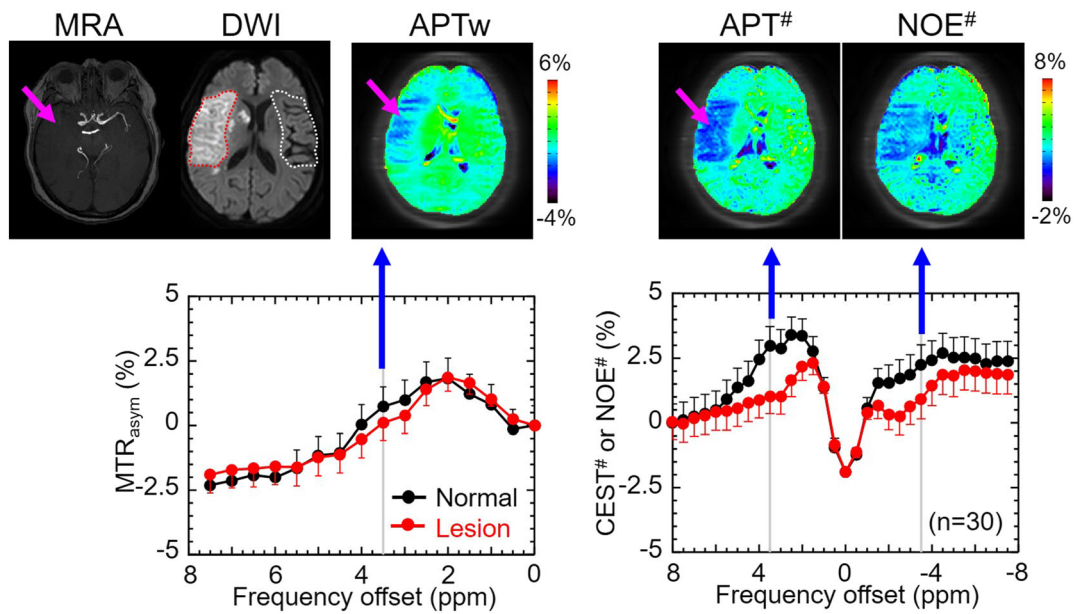 MRA DWI APTw APT# NOE#
6% 8%
-4% -2%
5 5
2.5 2.5
0 0
-2.5 -2.5
-5 -5
MTRasym (%)
CEST# or NOE# (%)
Normal
Lesion
(n=30)
8 6 4 2 0
8 4 0 -4 -8
Frequency offset (ppm) Frequency offset (ppm)